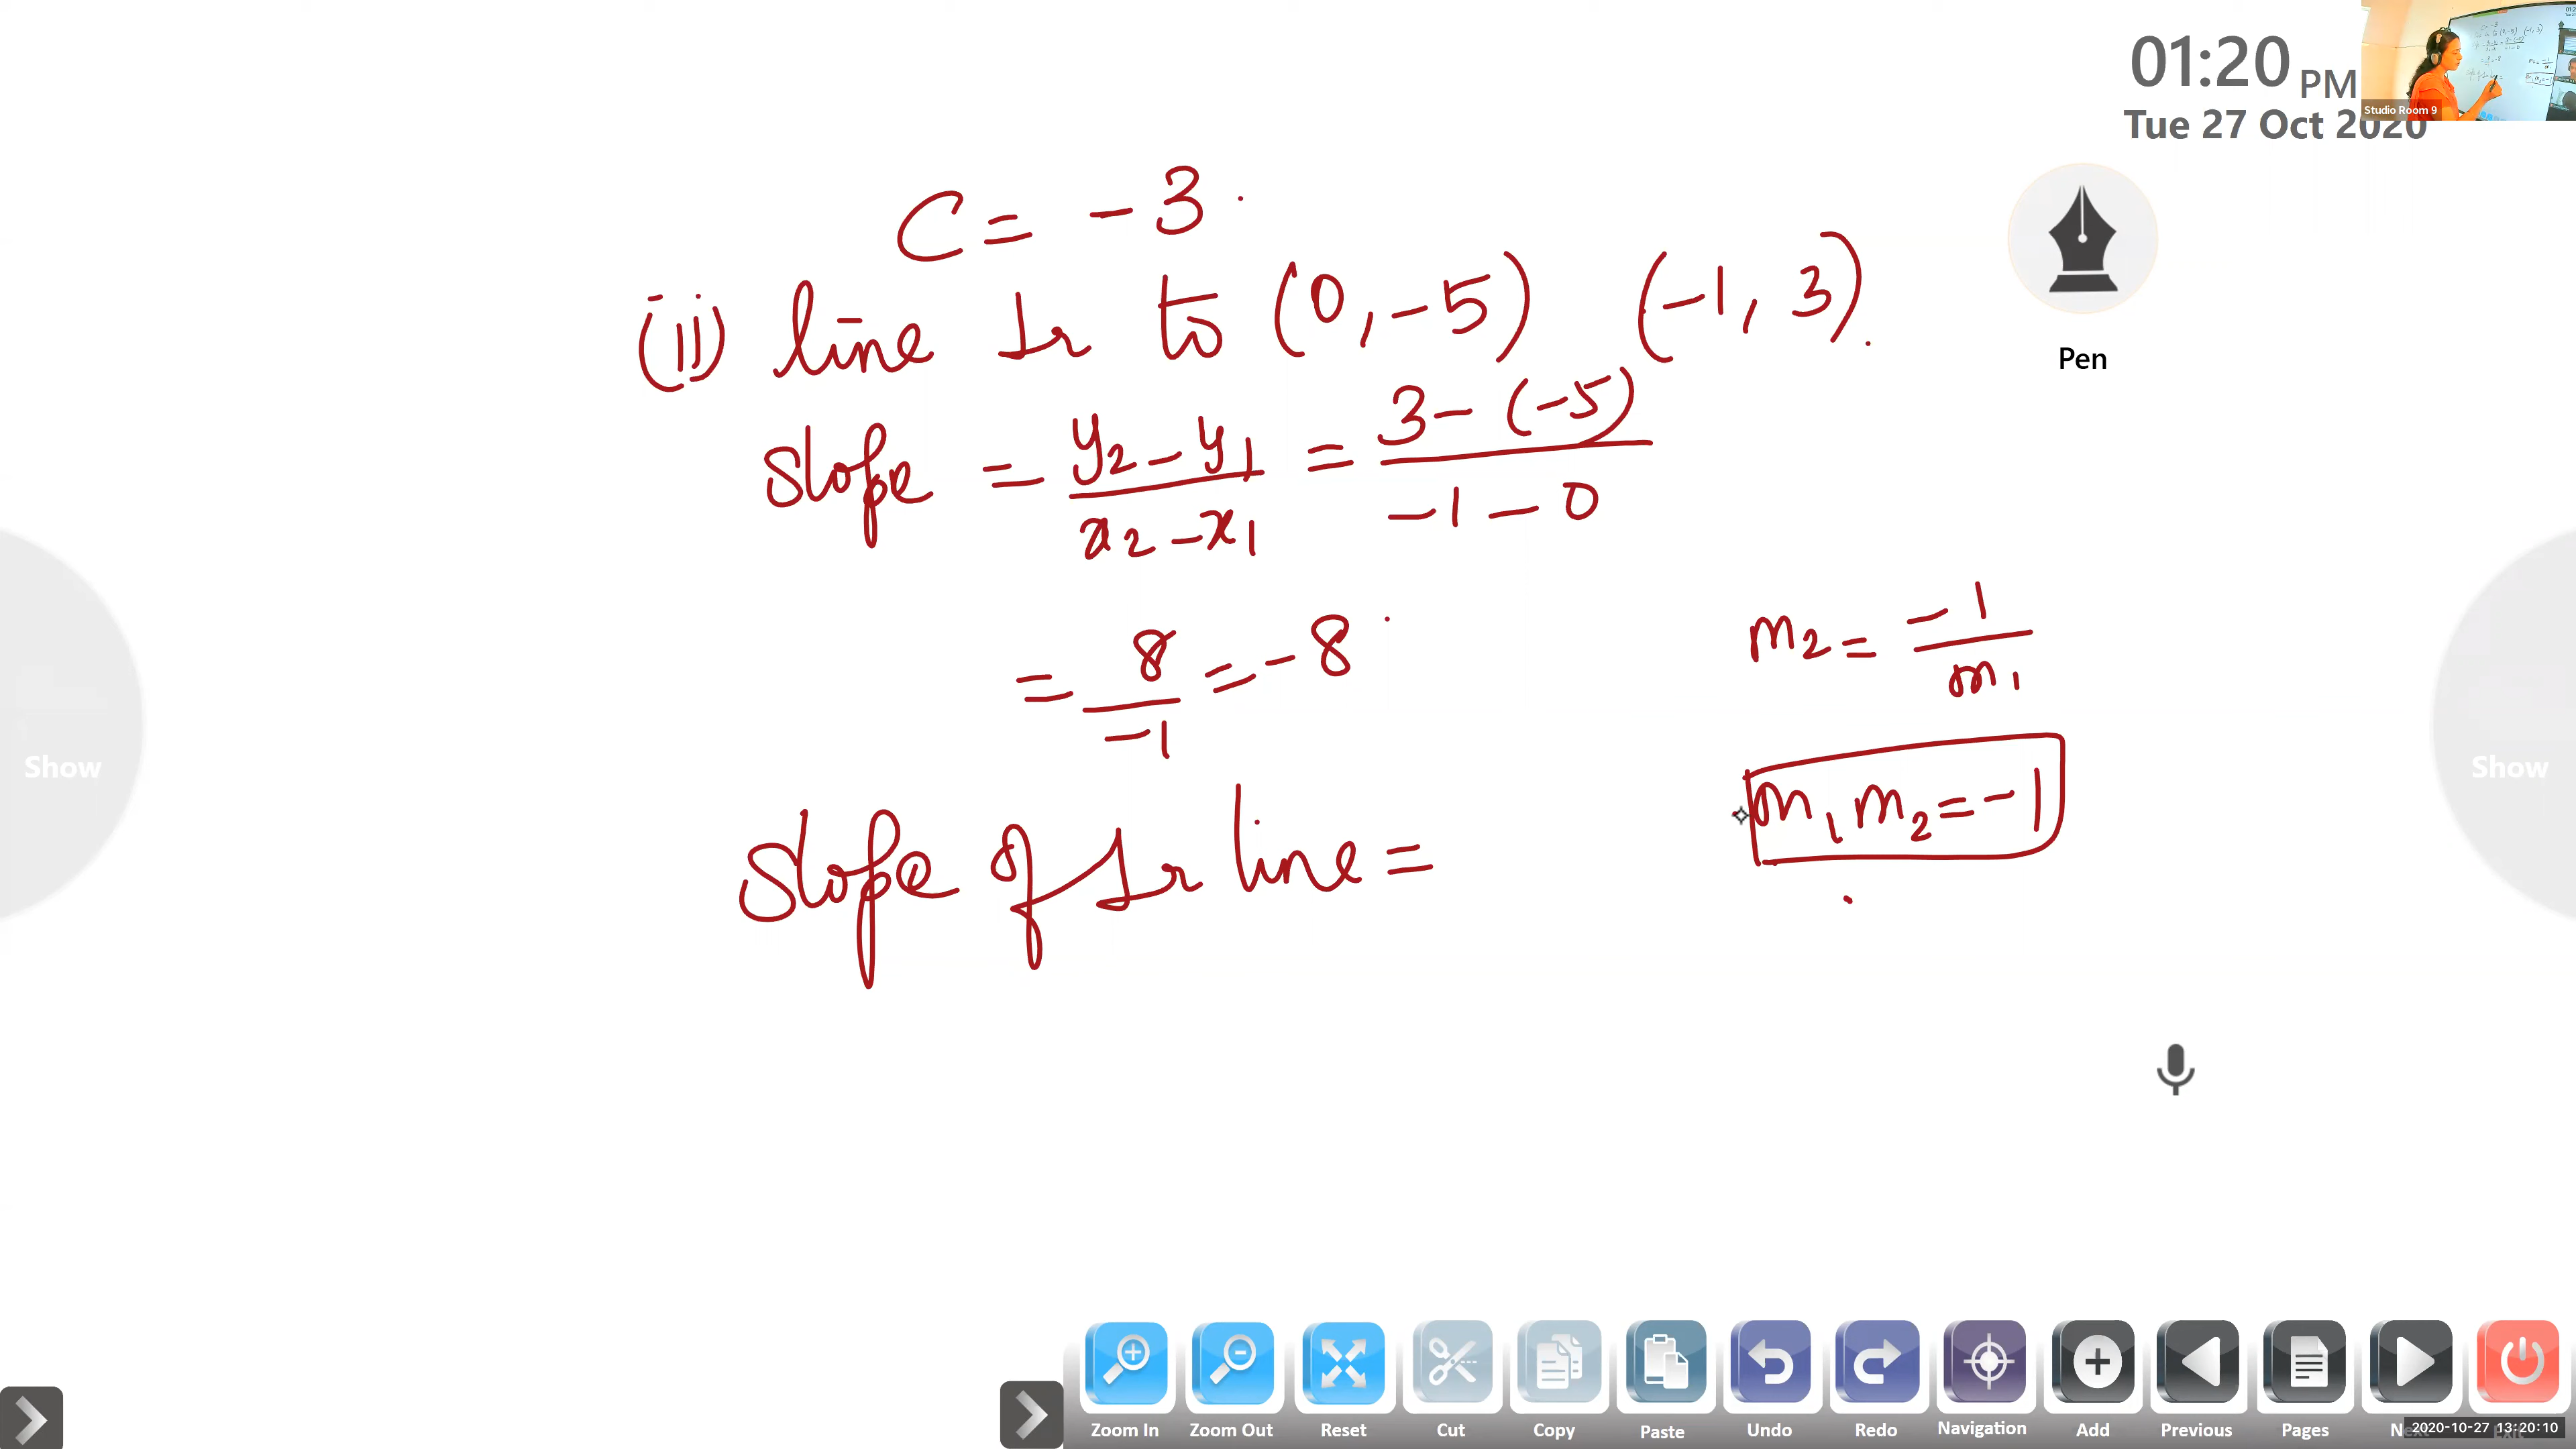 01:20 PM
Tue 27 Oct 2020
Studio Room 9
C = -3
(ii) line ⊥r to (0, -5) (-1, 3).
Pen
Slope = y2 - y1 / x2 - x1 = 3 - (-5) / -1 - 0
= 8 / -1 = -8
m2 = -1 / m1
m1 m2 = -1
Slope of ⊥r line =
Show
Show
Zoom In Zoom Out Reset Cut Copy Paste Undo Redo Navigation Add Previous Pages
2020-10-27 13:20:10